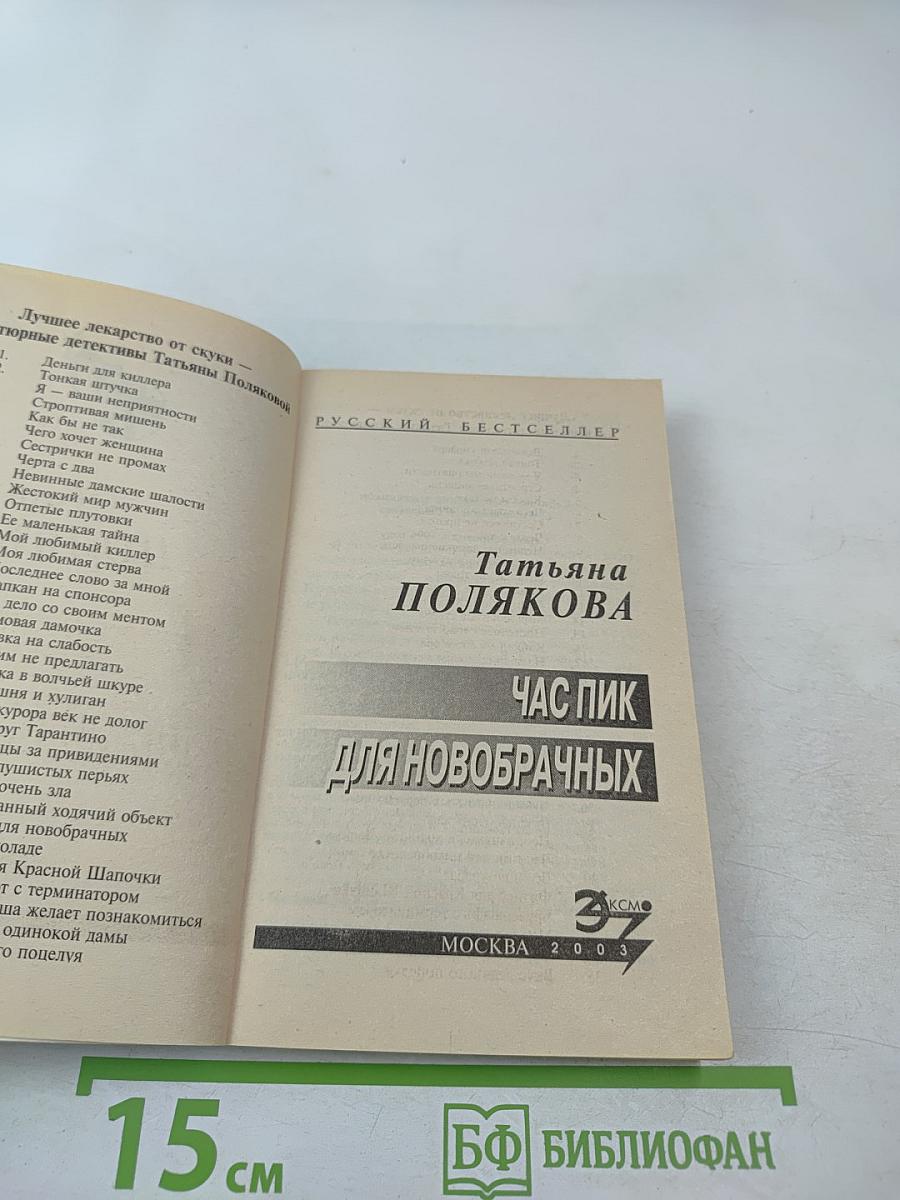 Лучшее лекарство от скуки —
тюрные детективы Татьяны Поляковой
1. Деньги для киллера
2. Тонкая штучка
Я — ваши неприятности
Строптивая мишень
Как бы не так
Чего хочет женщина
Сестрички не промах
Черта с два
Невинные дамские шалости
Жестокий мир мужчин
Отпетые плутовки
Ее маленькая тайна
Мой любимый киллер
Моя любимая стерва
Последнее слово за мной
апкан на спонсора
дело со своим ментом
мовая дамочка
вка на слабость
им не предлагать
ка в волчьей шкуре
шня и хулиган
курора век не долог
руг Тарантино
цы за привидениями
пушистых перьях
очень зла
анный ходячий объект
ля новобрачных
коладе
я Красной Шапочки
от с терминатором
ша желает познакомиться
одинокой дамы
го поцелуя
РУССКИЙ БЕСТСЕЛЛЕР
Татьяна
ПОЛЯКОВА
ЧАС ПИК
ДЛЯ НОВОБРАЧНЫХ
ЭКСМО
МОСКВА 2003
15 СМ
БФ БИБЛИОФАН